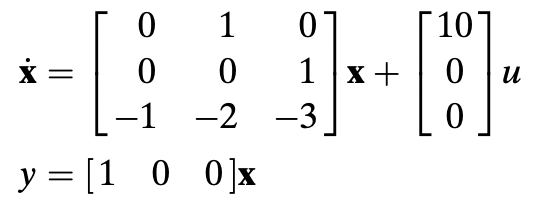 ẋ = [ 0 1 0 ; 0 0 1 ; −1 −2 −3 ] x + [ 10 ; 0 ; 0 ] u
y = [1 0 0]x